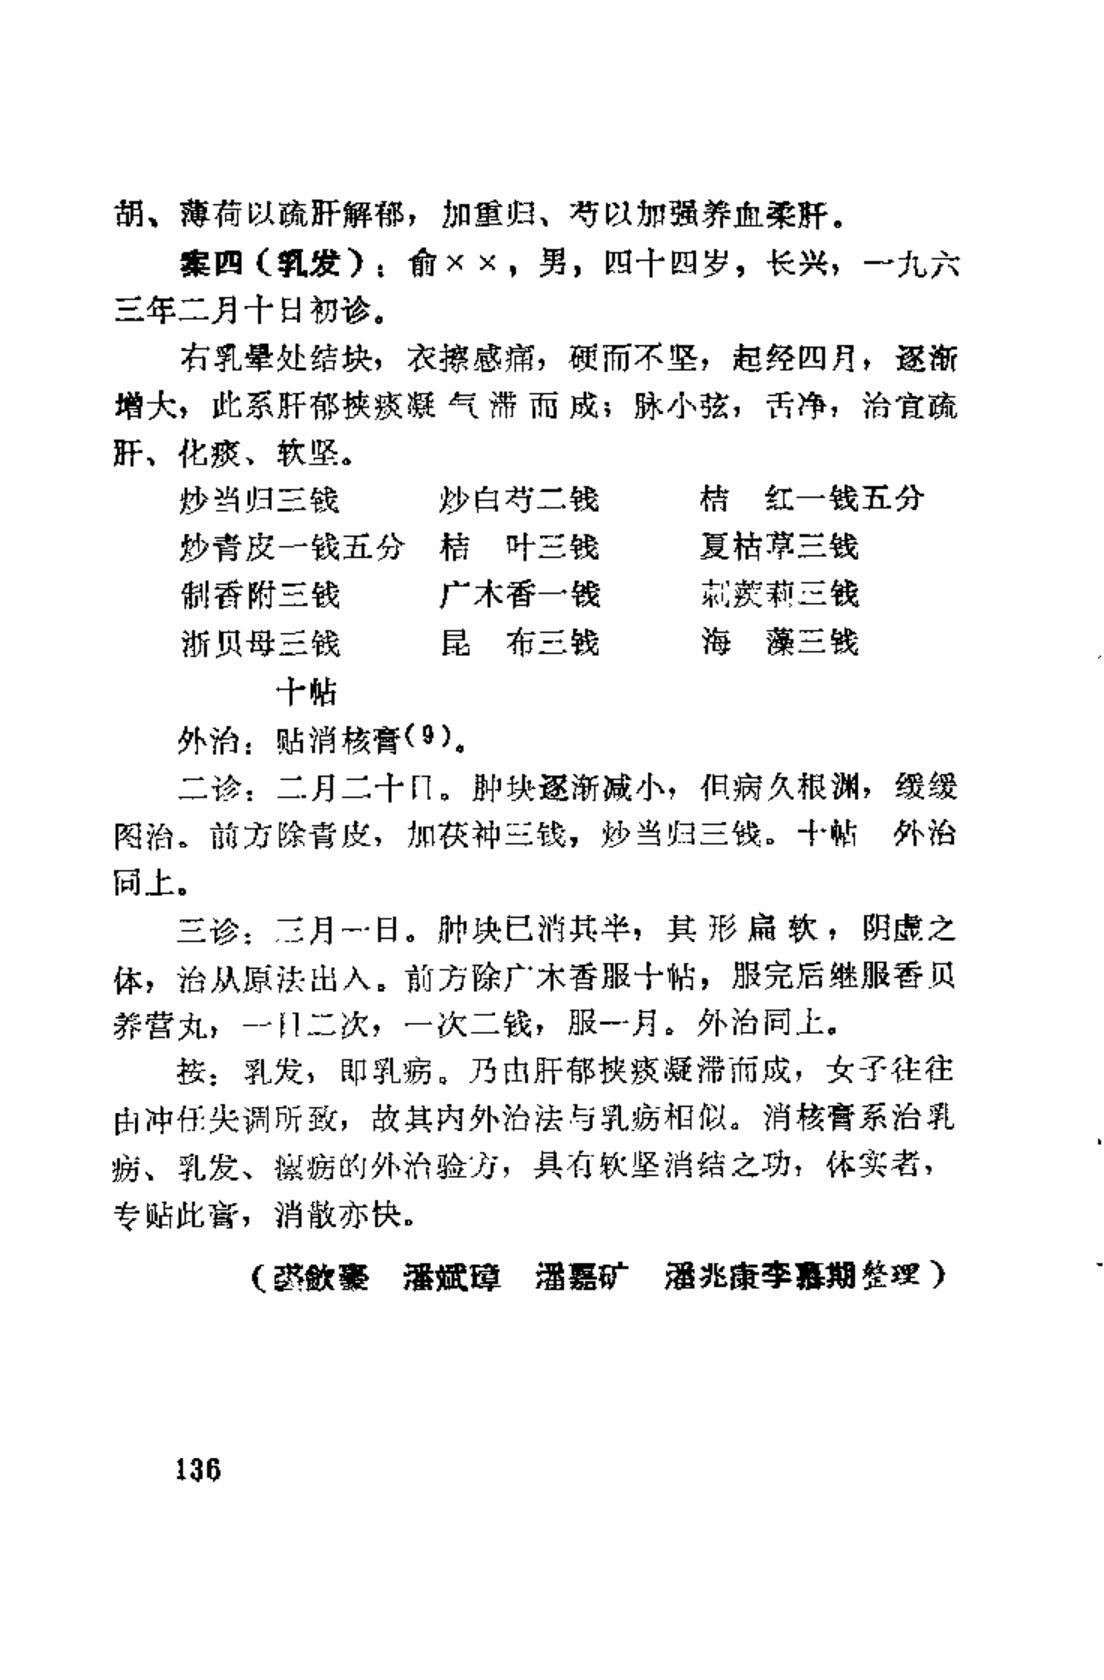 胡、薄荷以疏肝解郁，加重归、芍以加强养血柔肝。
案四（乳发）：俞××，男，四十四岁，长兴，一九六
三年二月十日初诊。
右乳晕处结块，衣擦感痛，硬而不坚，起经四月，逐渐
增大，此系肝郁挟痰凝气滞而成；脉小弦，舌净，治宜疏
肝、化痰、软坚。
炒当归三钱 炒白芍二钱 桔 红一钱五分
炒青皮一钱五分 桔 叶三钱 夏枯草三钱
制香附三钱 广木香一钱 刺蒺莉三钱
浙贝母三钱 昆 布三钱 海 藻三钱
十帖
外治：贴消核膏(9)。
二诊：二月二十日。肿块逐渐减小，但病久根渊，缓缓
图治。前方除青皮，加茯神三钱，炒当归三钱。十帖 外治
同上。
三诊：三月一日。肿块已消其半，其形扁软，阴虚之
体，治从原法出入。前方除广木香服十帖，服完后继服香贝
养营丸，一日二次，一次二钱，服一月。外治同上。
按：乳发，即乳疬。乃由肝郁挟痰凝滞而成，女子往往
由冲任失调所致，故其内外治法与乳疬相似。消核膏系治乳
疬、乳发、瘰疬的外治验方，具有软坚消结之功，体实者，
专贴此膏，消散亦快。
（ 潘斌璋 潘嘉矿 潘兆康李慕期整理）
136